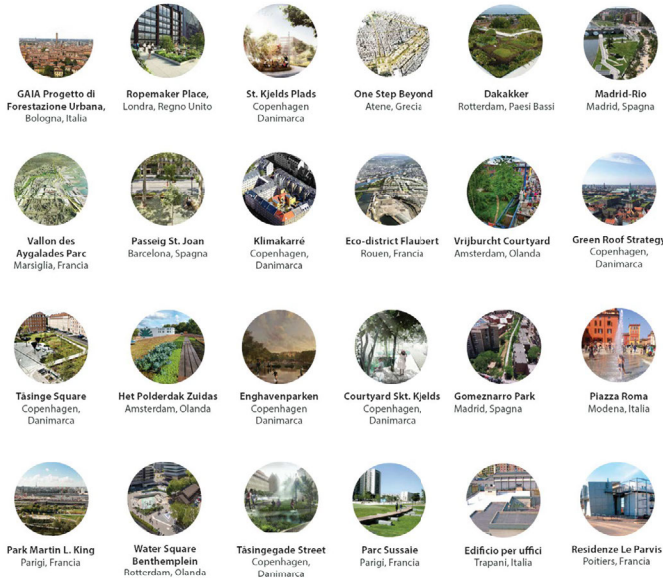 GAIA Progetto di
Forestazione Urbana,
Bologna, Italia
Ropemaker Place,
Londra, Regno Unito
St. Kjelds Plads
Copenhagen
Danimarca
One Step Beyond
Atene, Grecia
Dakakker
Rotterdam, Paesi Bassi
Madrid-Rio
Madrid, Spagna
Vallon des
Aygalades Parc
Marsiglia, Francia
Passeig St. Joan
Barcelona, Spagna
Klimakarré
Copenhagen,
Danimarca
Eco-district Flaubert
Rouen, Francia
Vrijburcht Courtyard
Amsterdam, Olanda
Green Roof Strategy
Copenhagen,
Danimarca
Tåsinge Square
Copenhagen,
Danimarca
Het Polderdak Zuidas
Amsterdam, Olanda
Enghavenparken
Copenhagen
Danimarca
Courtyard Skt. Kjelds
Copenhagen,
Danimarca
Gomeznarro Park
Madrid, Spagna
Piazza Roma
Modena, Italia
Park Martin L. King
Parigi, Francia
Water Square
Benthemplein
Rotterdam, Olanda
Tåsingegade Street
Copenhagen,
Danimarca
Parc Sussaie
Parigi, Francia
Edificio per uffici
Trapani, Italia
Residenze Le Parvis
Poitiers, Francia